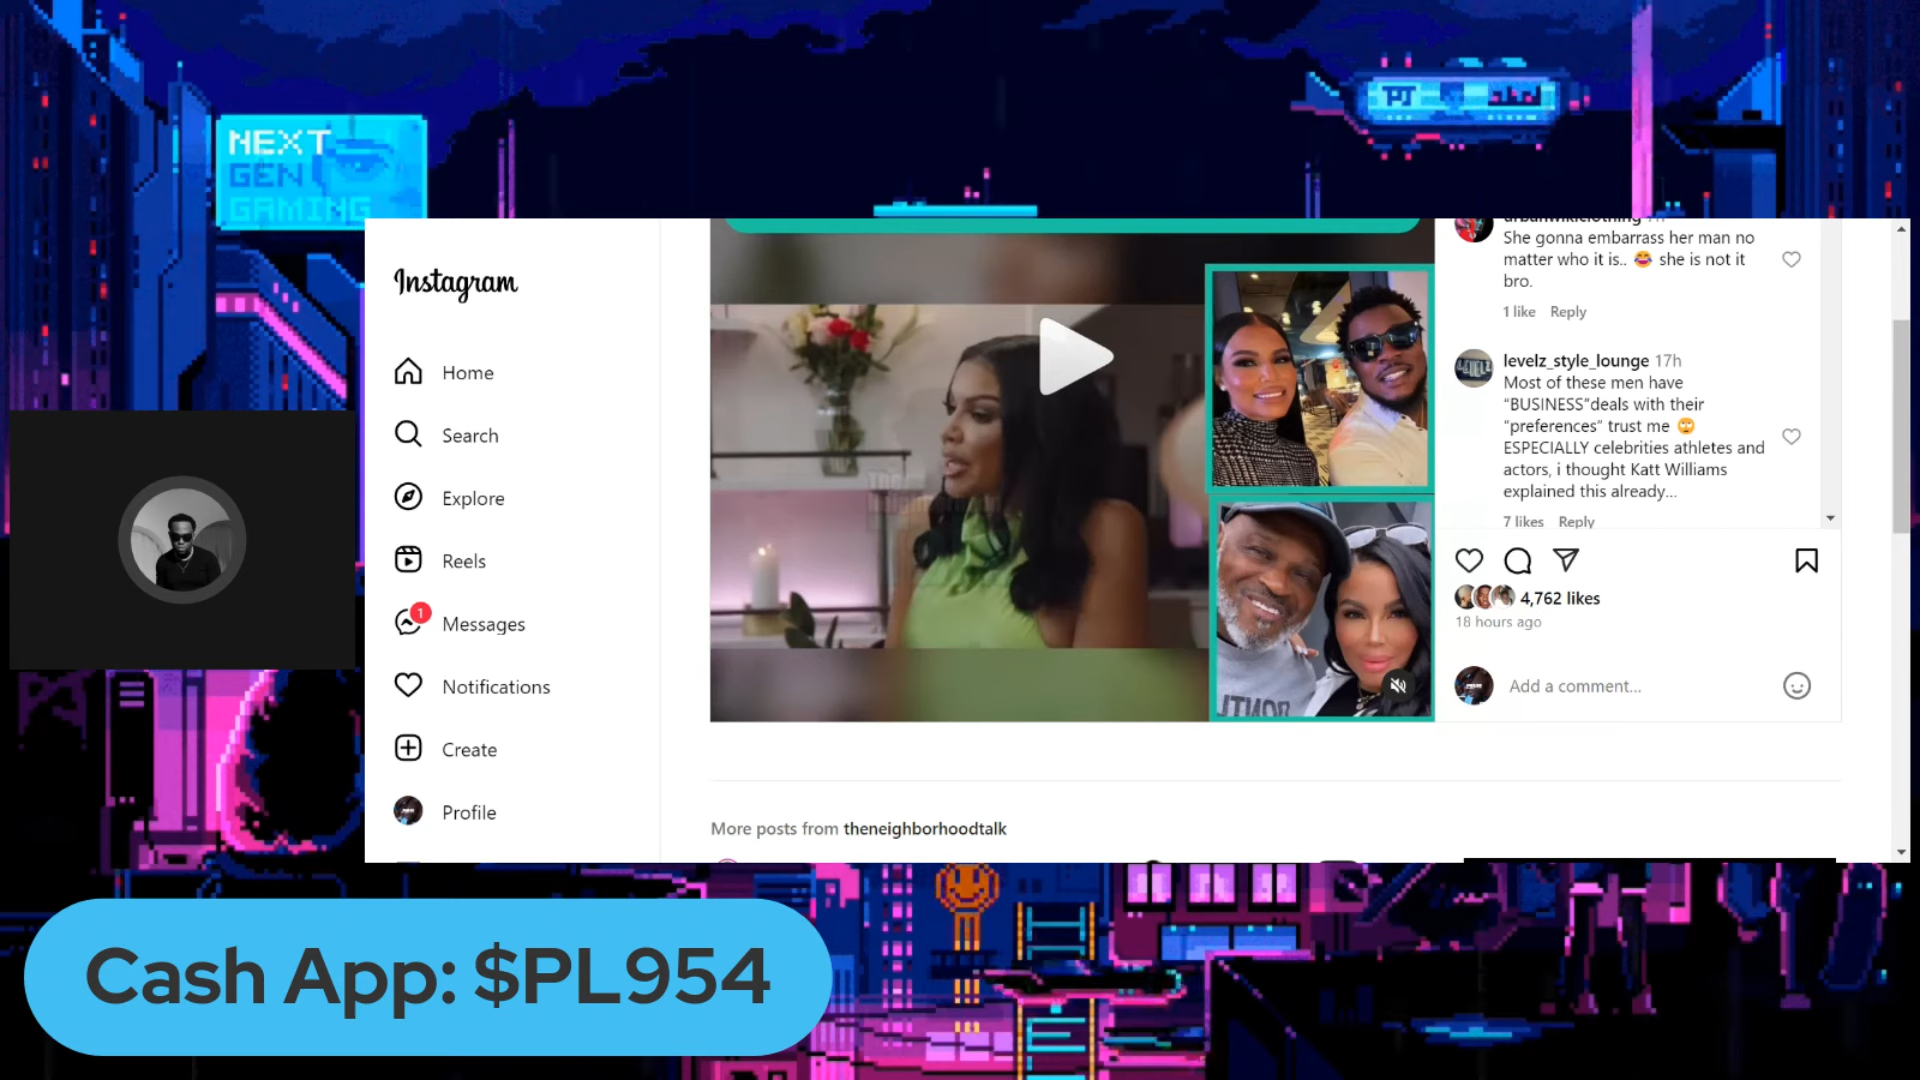 NEXT
GEN
GAMING
Instagram
Home
Search
Explore
Reels
1
Messages
Notifications
Create
Profile
urbanwikiclothing
She gonna embarrass her man no
matter who it is.. 😂 she is not it
bro.
1 like Reply
levelz_style_lounge 17h
Most of these men have
“BUSINESS”deals with their
“preferences” trust me 🙄
ESPECIALLY celebrities athletes and
actors, i thought Katt Williams
explained this already...
7 likes Reply
4,762 likes
18 hours ago
Add a comment...
More posts from theneighborhoodtalk
Cash App: $PL954